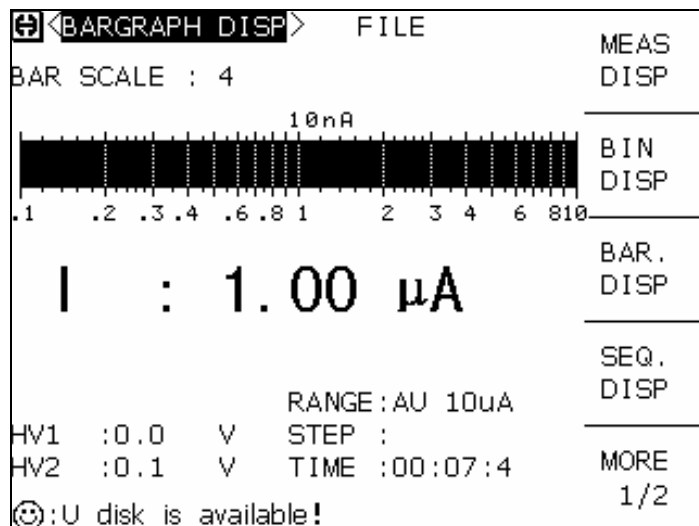 <BARGRAPH DISP> FILE
BAR SCALE : 4
10nA
.1 .2 .3 .4 .6 .8 1 2 3 4 6 810
I : 1.00 µA
RANGE:AU 10uA
HV1 :0.0 V STEP :
HV2 :0.1 V TIME :00:07:4
:U disk is available!
MEAS
DISP
BIN
DISP
BAR.
DISP
SEQ.
DISP
MORE
1/2